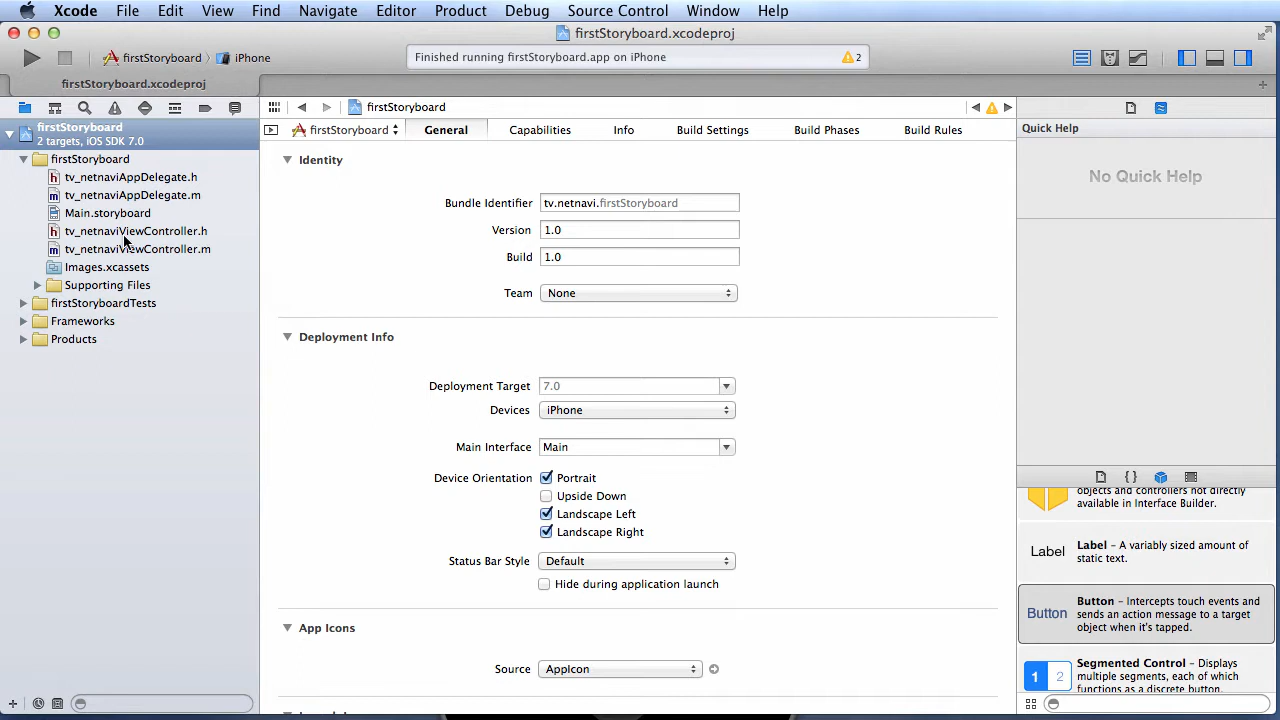 Xcode File Edit View Find Navigate Editor Product Debug Source Control Window Help
firstStoryboard.xcodeproj
firstStoryboard iPhone
Finished running firstStoryboard.app on iPhone 2
firstStoryboard.xcodeproj
firstStoryboard
firstStoryboard
2 targets, iOS SDK 7.0
firstStoryboard
tv_netnaviAppDelegate.h
tv_netnaviAppDelegate.m
Main.storyboard
tv_netnaviViewController.h
tv_netnaviViewController.m
Images.xcassets
Supporting Files
firstStoryboardTests
Frameworks
Products
firstStoryboard General Capabilities Info Build Settings Build Phases Build Rules
Identity
Bundle Identifier tv.netnavi.firstStoryboard
Version 1.0
Build 1.0
Team None
Deployment Info
Deployment Target 7.0
Devices iPhone
Main Interface Main
Device Orientation Portrait
Upside Down
Landscape Left
Landscape Right
Status Bar Style Default
Hide during application launch
App Icons
Source AppIcon
Quick Help
No Quick Help
objects and controllers not directly
available in Interface Builder.
Label Label – A variably sized amount of
static text.
Button Button – Intercepts touch events and
sends an action message to a target
object when it's tapped.
1 2 Segmented Control – Displays
multiple segments, each of which
functions as a discrete button.